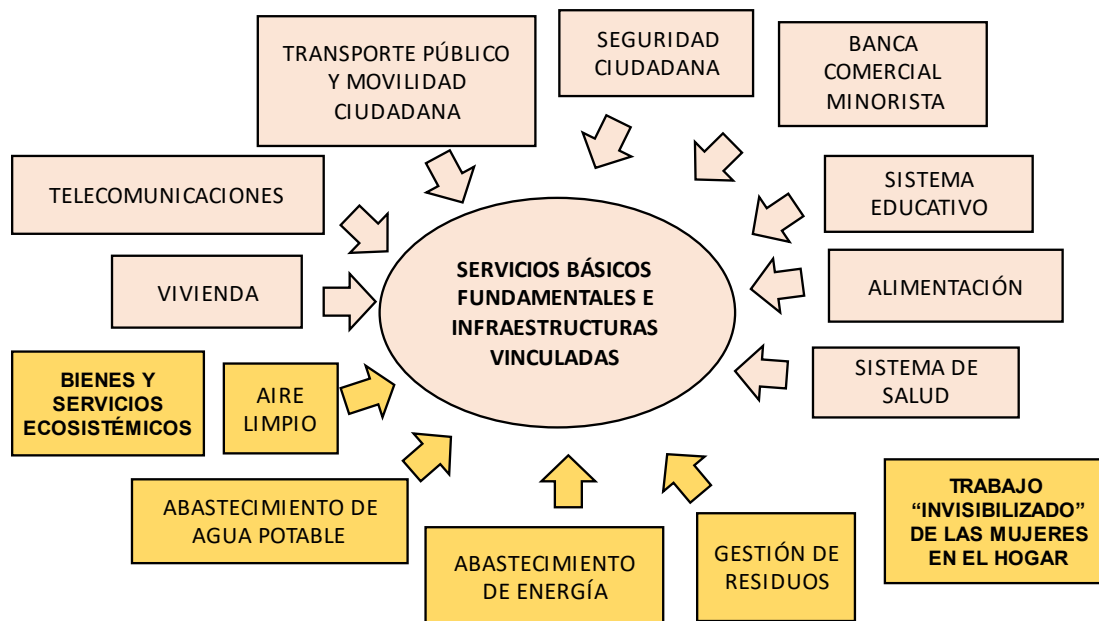 TRANSPORTE PÚBLICO
Y MOVILIDAD
CIUDADANA
SEGURIDAD
CIUDADANA
BANCA
COMERCIAL
MINORISTA
TELECOMUNICACIONES
SISTEMA
EDUCATIVO
VIVIENDA
SERVICIOS BÁSICOS
FUNDAMENTALES E
INFRAESTRUCTURAS
VINCULADAS
ALIMENTACIÓN
BIENES Y
SERVICIOS
ECOSISTÉMICOS
AIRE
LIMPIO
SISTEMA DE
SALUD
ABASTECIMIENTO DE
AGUA POTABLE
ABASTECIMIENTO
DE ENERGÍA
GESTIÓN DE
RESIDUOS
TRABAJO
“INVISIBILIZADO”
DE LAS MUJERES
EN EL HOGAR